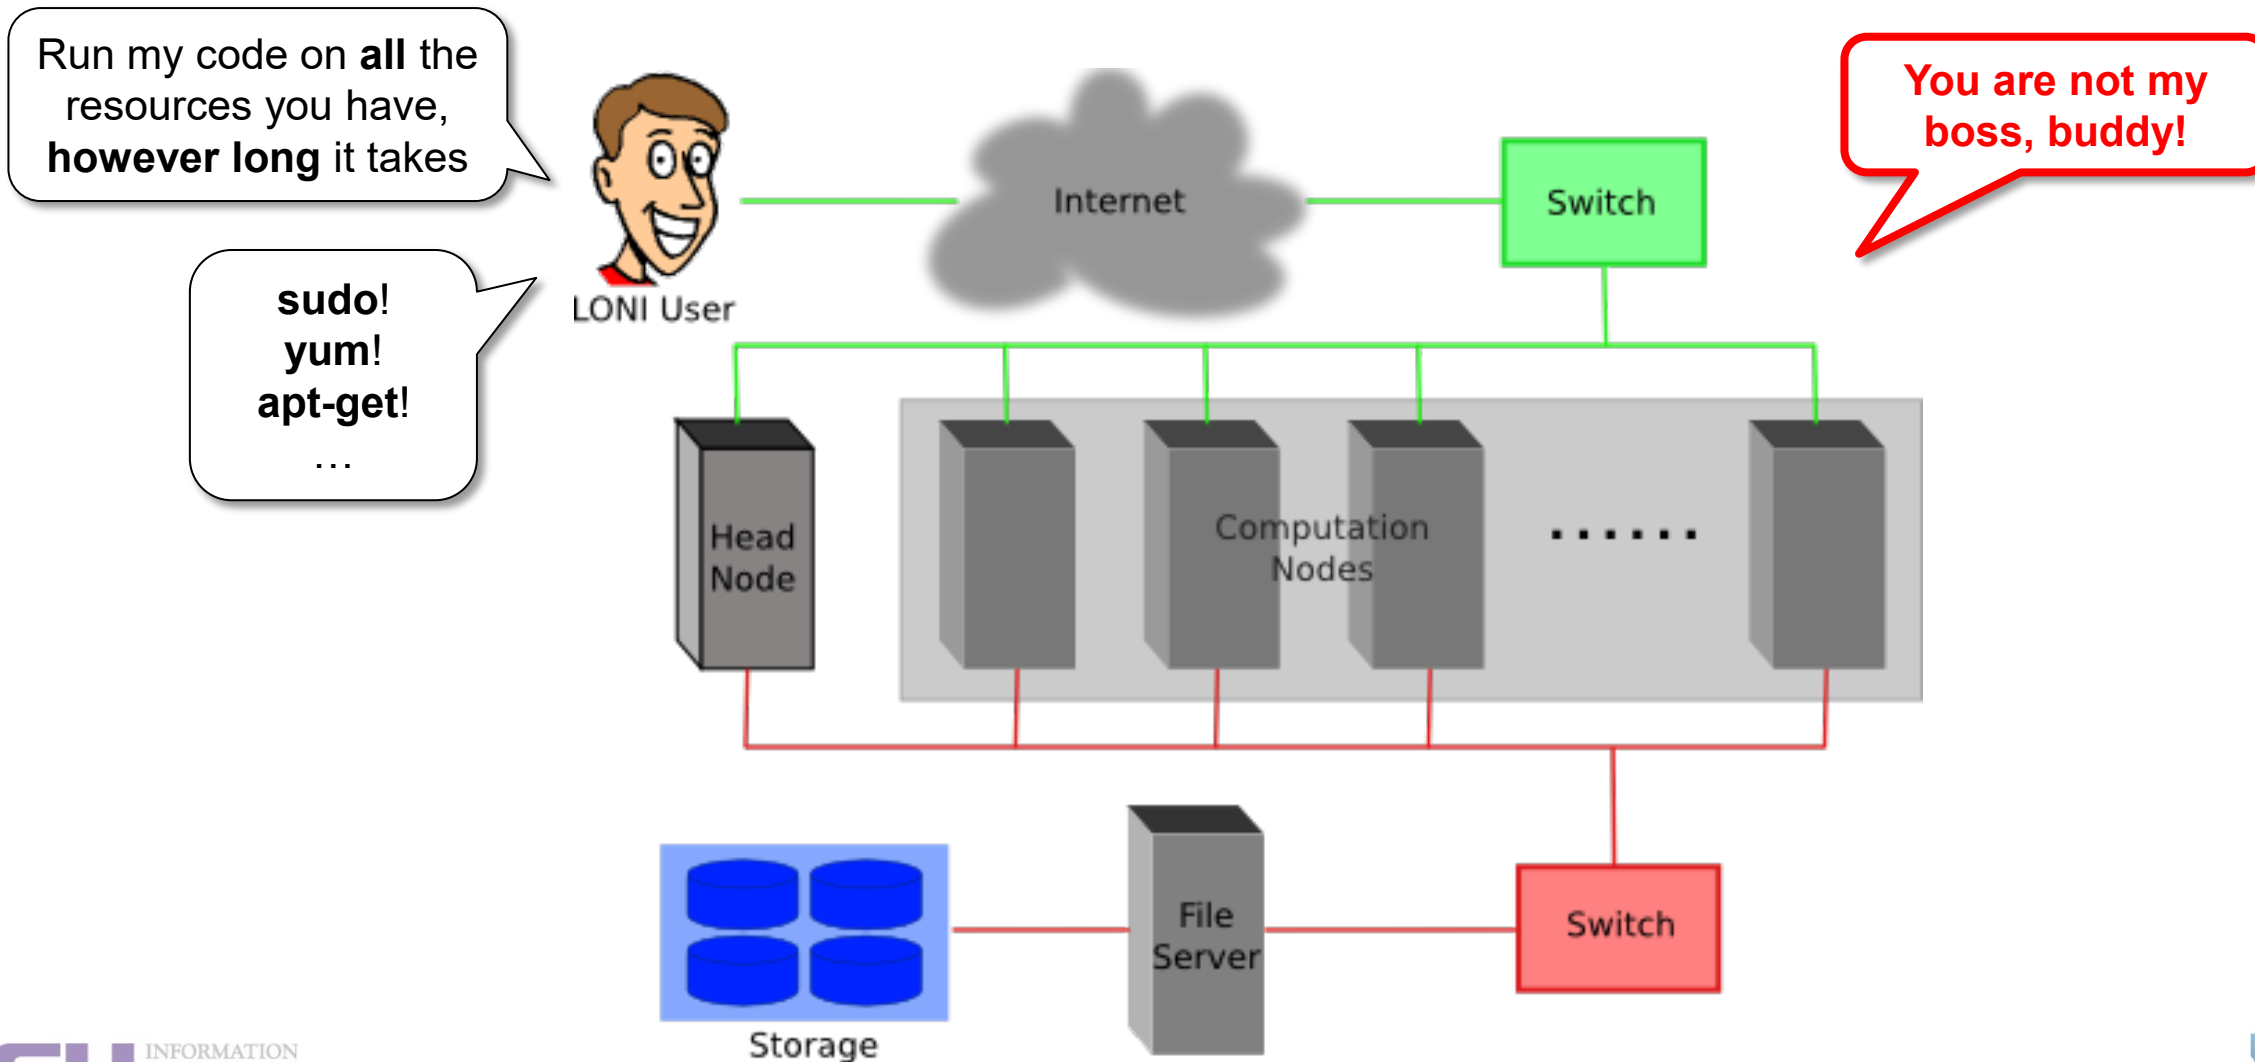 Run my code on all the
resources you have,
however long it takes
sudo!
yum!
apt-get!
...
LONI User
Internet
Switch
You are not my
boss, buddy!
Head
Node
Computation
Nodes
......
File
Server
Switch
Storage
INFORMATION